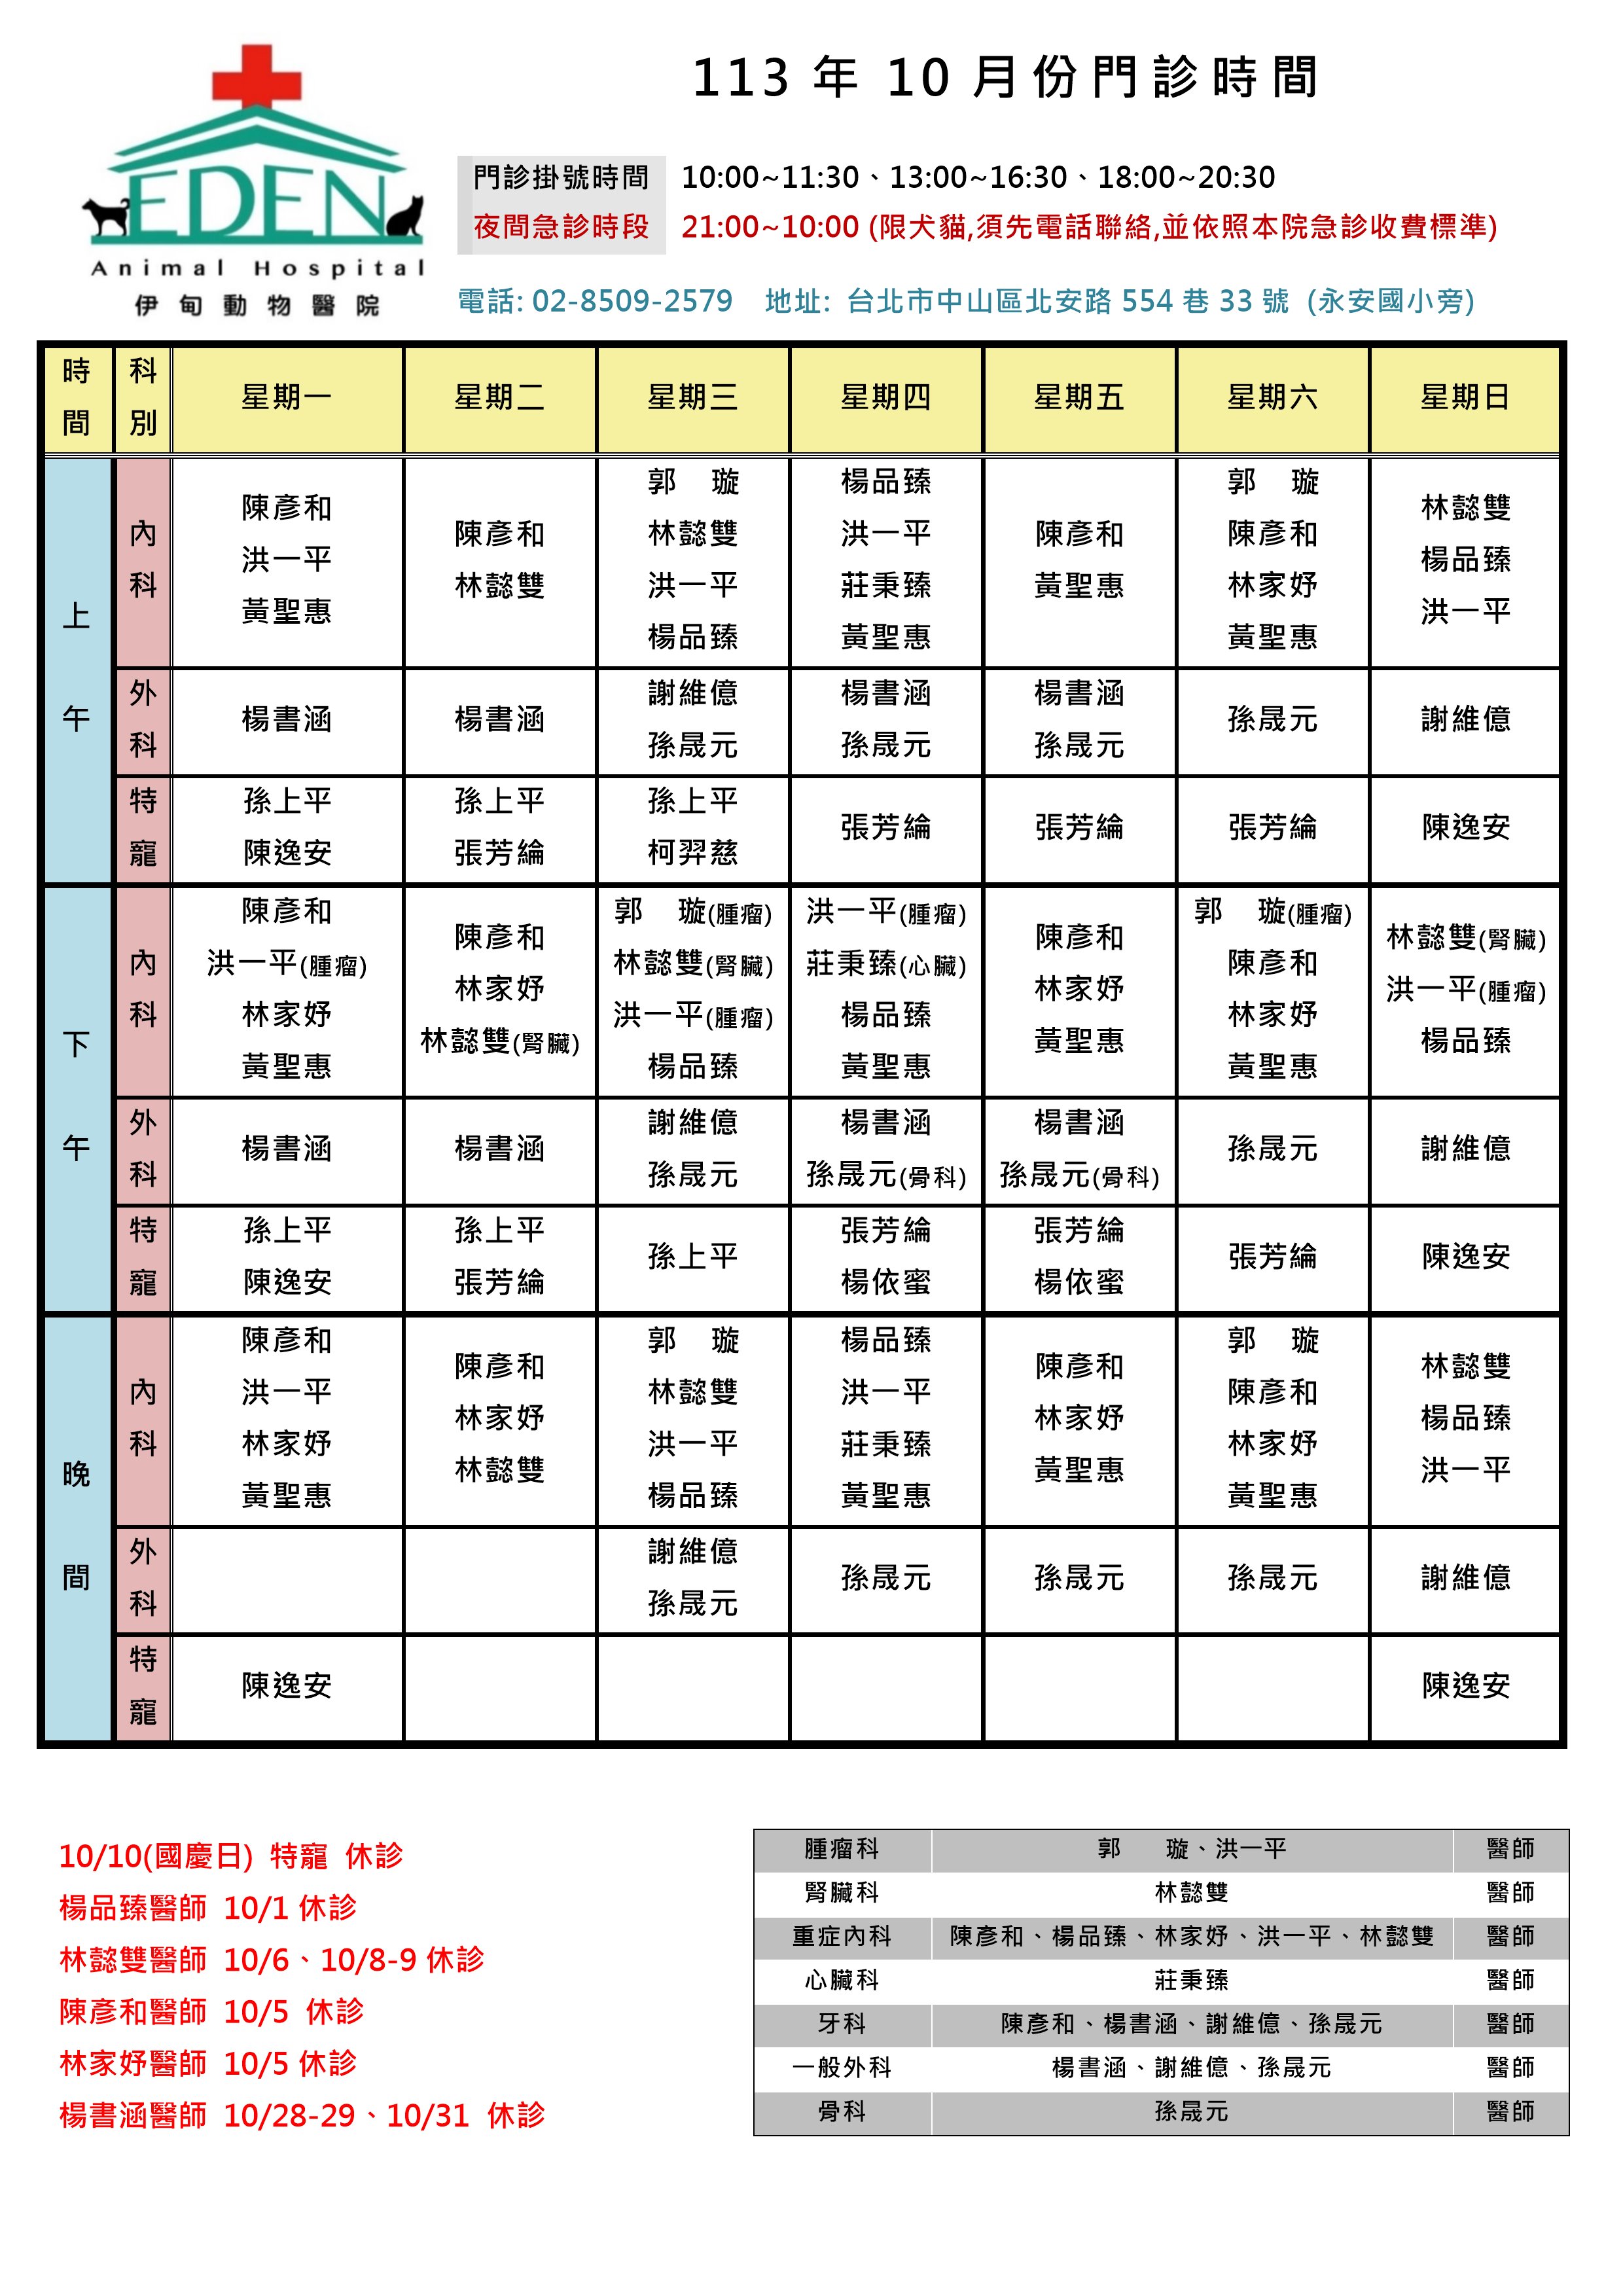 EDEN
Animal Hospital
伊甸動物醫院
113 年 10 月份門診時間
門診掛號時間 10:00~11:30、13:00~16:30、18:00~20:30
夜間急診時段 21:00~10:00 (限犬貓,須先電話聯絡,並依照本院急診收費標準)
電話: 02-8509-2579 地址: 台北市中山區北安路 554 巷 33 號 (永安國小旁)
時間 科別 星期一 星期二 星期三 星期四 星期五 星期六 星期日
上午
內科
陳彥和
洪一平
黃聖惠
陳彥和
林懿雙
郭 璇
林懿雙
洪一平
楊品臻
楊品臻
洪一平
莊秉臻
黃聖惠
陳彥和
黃聖惠
郭 璇
陳彥和
林家妤
黃聖惠
林懿雙
楊品臻
洪一平
外科
楊書涵
楊書涵
謝維億
孫晟元
楊書涵
孫晟元
楊書涵
孫晟元
孫晟元
謝維億
特寵
孫上平
陳逸安
孫上平
張芳綸
孫上平
柯羿慈
張芳綸
張芳綸
張芳綸
陳逸安
下午
內科
陳彥和
洪一平(腫瘤)
林家妤
黃聖惠
陳彥和
林家妤
林懿雙(腎臟)
郭 璇(腫瘤)
林懿雙(腎臟)
洪一平(腫瘤)
楊品臻
洪一平(腫瘤)
莊秉臻(心臟)
楊品臻
黃聖惠
陳彥和
林家妤
黃聖惠
郭 璇(腫瘤)
陳彥和
林家妤
黃聖惠
林懿雙(腎臟)
洪一平(腫瘤)
楊品臻
外科
楊書涵
楊書涵
謝維億
孫晟元
楊書涵
孫晟元(骨科)
楊書涵
孫晟元(骨科)
孫晟元
謝維億
特寵
孫上平
陳逸安
孫上平
張芳綸
孫上平
張芳綸
楊依蜜
張芳綸
楊依蜜
張芳綸
陳逸安
晚間
內科
陳彥和
洪一平
林家妤
黃聖惠
陳彥和
林家妤
林懿雙
郭 璇
林懿雙
洪一平
楊品臻
楊品臻
洪一平
莊秉臻
黃聖惠
陳彥和
林家妤
黃聖惠
郭 璇
陳彥和
林家妤
黃聖惠
林懿雙
楊品臻
洪一平
外科
謝維億
孫晟元
孫晟元
孫晟元
孫晟元
謝維億
特寵
陳逸安
陳逸安
10/10(國慶日) 特寵 休診
楊品臻醫師 10/1 休診
林懿雙醫師 10/6、10/8-9 休診
陳彥和醫師 10/5 休診
林家妤醫師 10/5 休診
楊書涵醫師 10/28-29、10/31 休診
腫瘤科 郭 璇、洪一平 醫師
腎臟科 林懿雙 醫師
重症內科 陳彥和、楊品臻、林家妤、洪一平、林懿雙 醫師
心臟科 莊秉臻 醫師
牙科 陳彥和、楊書涵、謝維億、孫晟元 醫師
一般外科 楊書涵、謝維億、孫晟元 醫師
骨科 孫晟元 醫師